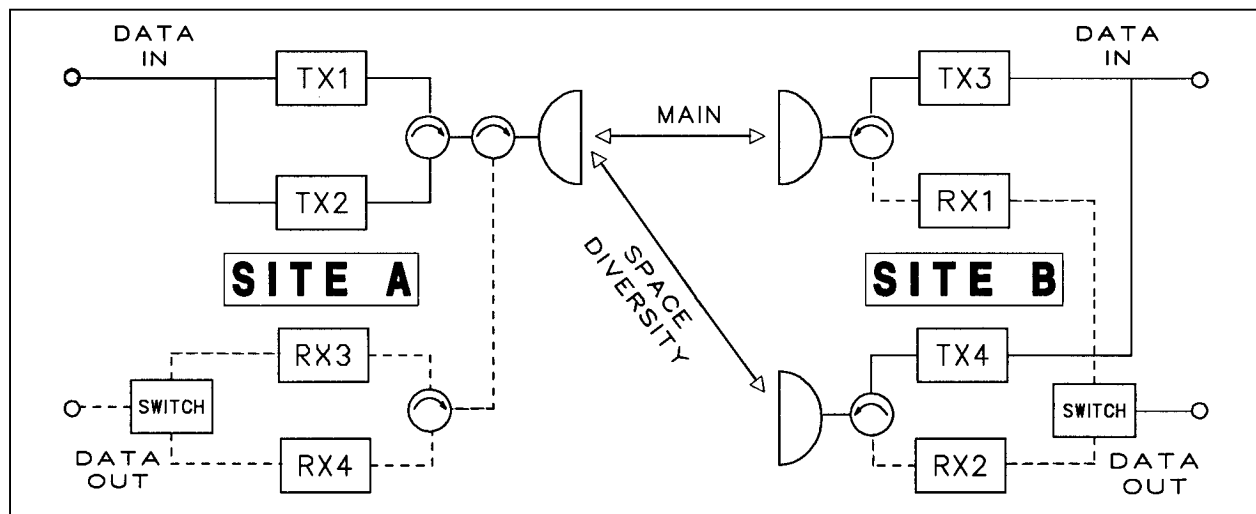 DATA
IN
TX1
TX2
SITE A
RX3
SWITCH
RX4
DATA
OUT
MAIN
SPACE
DIVERSITY
DATA
IN
TX3
RX1
SITE B
TX4
SWITCH
RX2
DATA
OUT